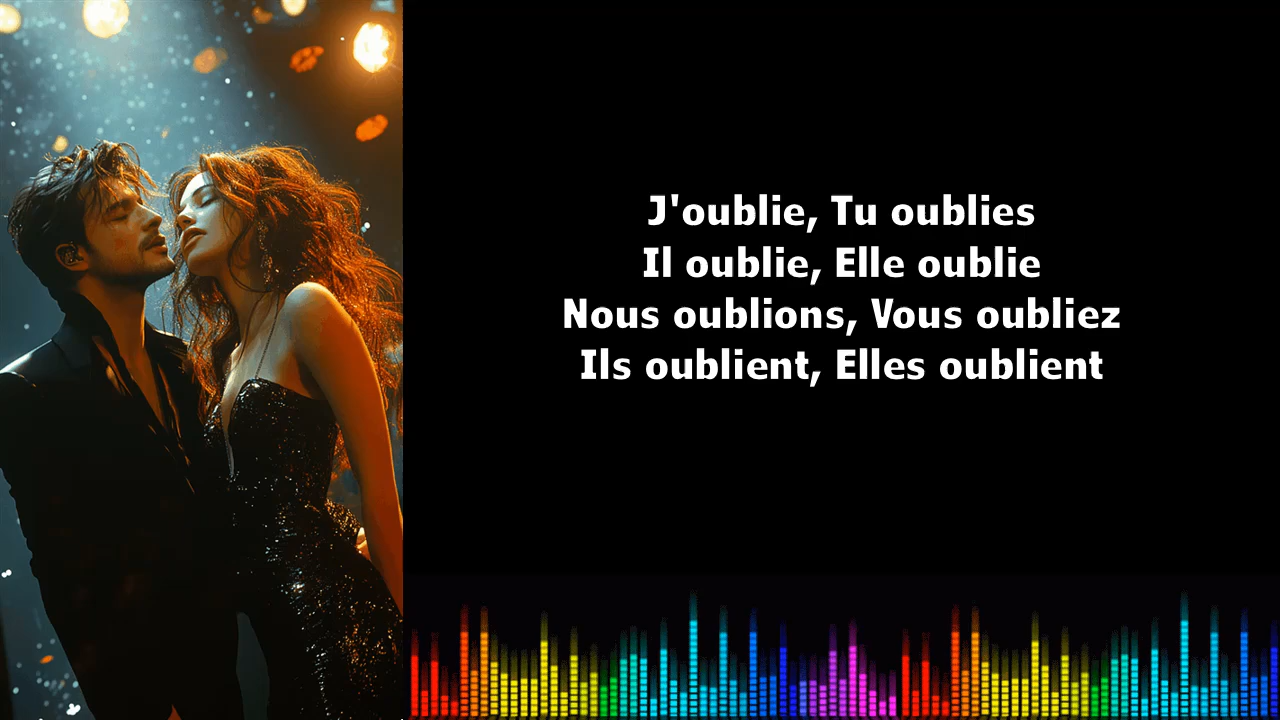 J'oublie, Tu oublies
Il oublie, Elle oublie
Nous oublions, Vous oubliez
Ils oublient, Elles oublient